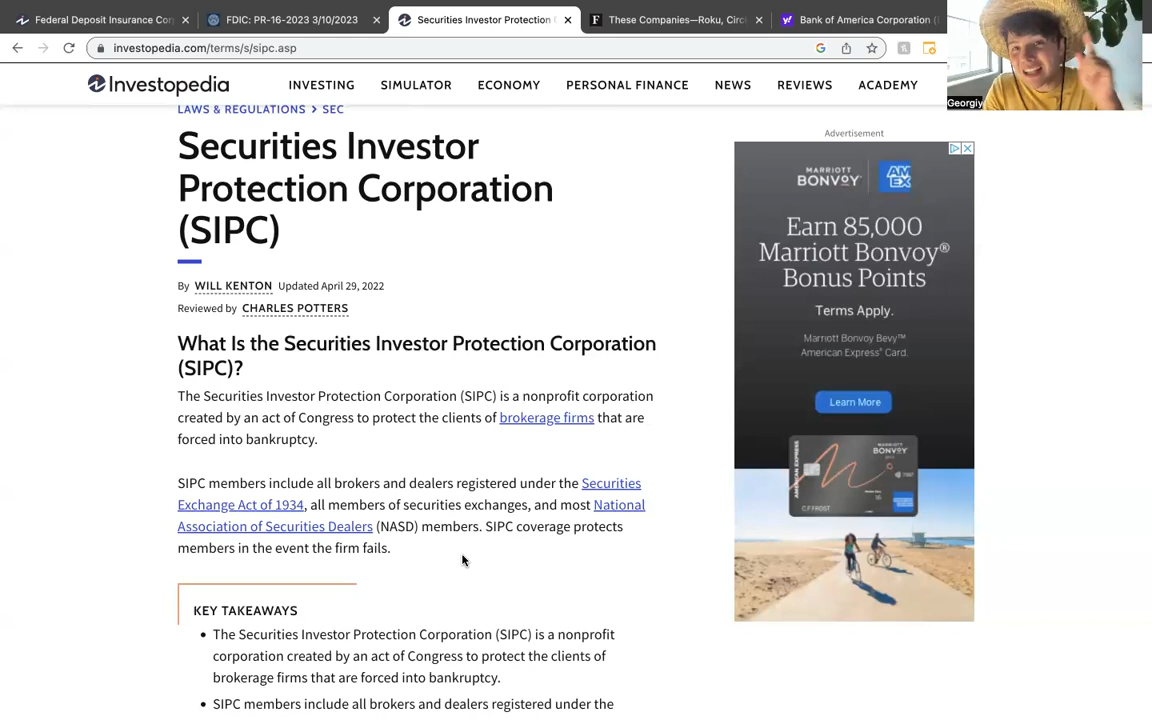 Federal Deposit Insurance Cor
FDIC: PR-16-2023 3/10/2023
Securities Investor Protection
These Companies—Roku, Circ
Bank of America Corporation (
investopedia.com/terms/s/sipc.asp
Investopedia
INVESTING
SIMULATOR
ECONOMY
PERSONAL FINANCE
NEWS
REVIEWS
ACADEMY
Georgiy
LAWS & REGULATIONS > SEC
Securities Investor
Protection Corporation
(SIPC)
By WILL KENTON Updated April 29, 2022
Reviewed by CHARLES POTTERS
What Is the Securities Investor Protection Corporation
(SIPC)?
The Securities Investor Protection Corporation (SIPC) is a nonprofit corporation
created by an act of Congress to protect the clients of brokerage firms that are
forced into bankruptcy.
SIPC members include all brokers and dealers registered under the Securities
Exchange Act of 1934, all members of securities exchanges, and most National
Association of Securities Dealers (NASD) members. SIPC coverage protects
members in the event the firm fails.
KEY TAKEAWAYS
• The Securities Investor Protection Corporation (SIPC) is a nonprofit
corporation created by an act of Congress to protect the clients of
brokerage firms that are forced into bankruptcy.
• SIPC members include all brokers and dealers registered under the
Advertisement
MARRIOTT
BONVOY
AM
EX
Earn 85,000
Marriott Bonvoy®
Bonus Points
Terms Apply.
Marriott Bonvoy Bevy™
American Express® Card.
Learn More
AMERICAN EXPRESS
MARRIOTT
BONVOY
C F FROST